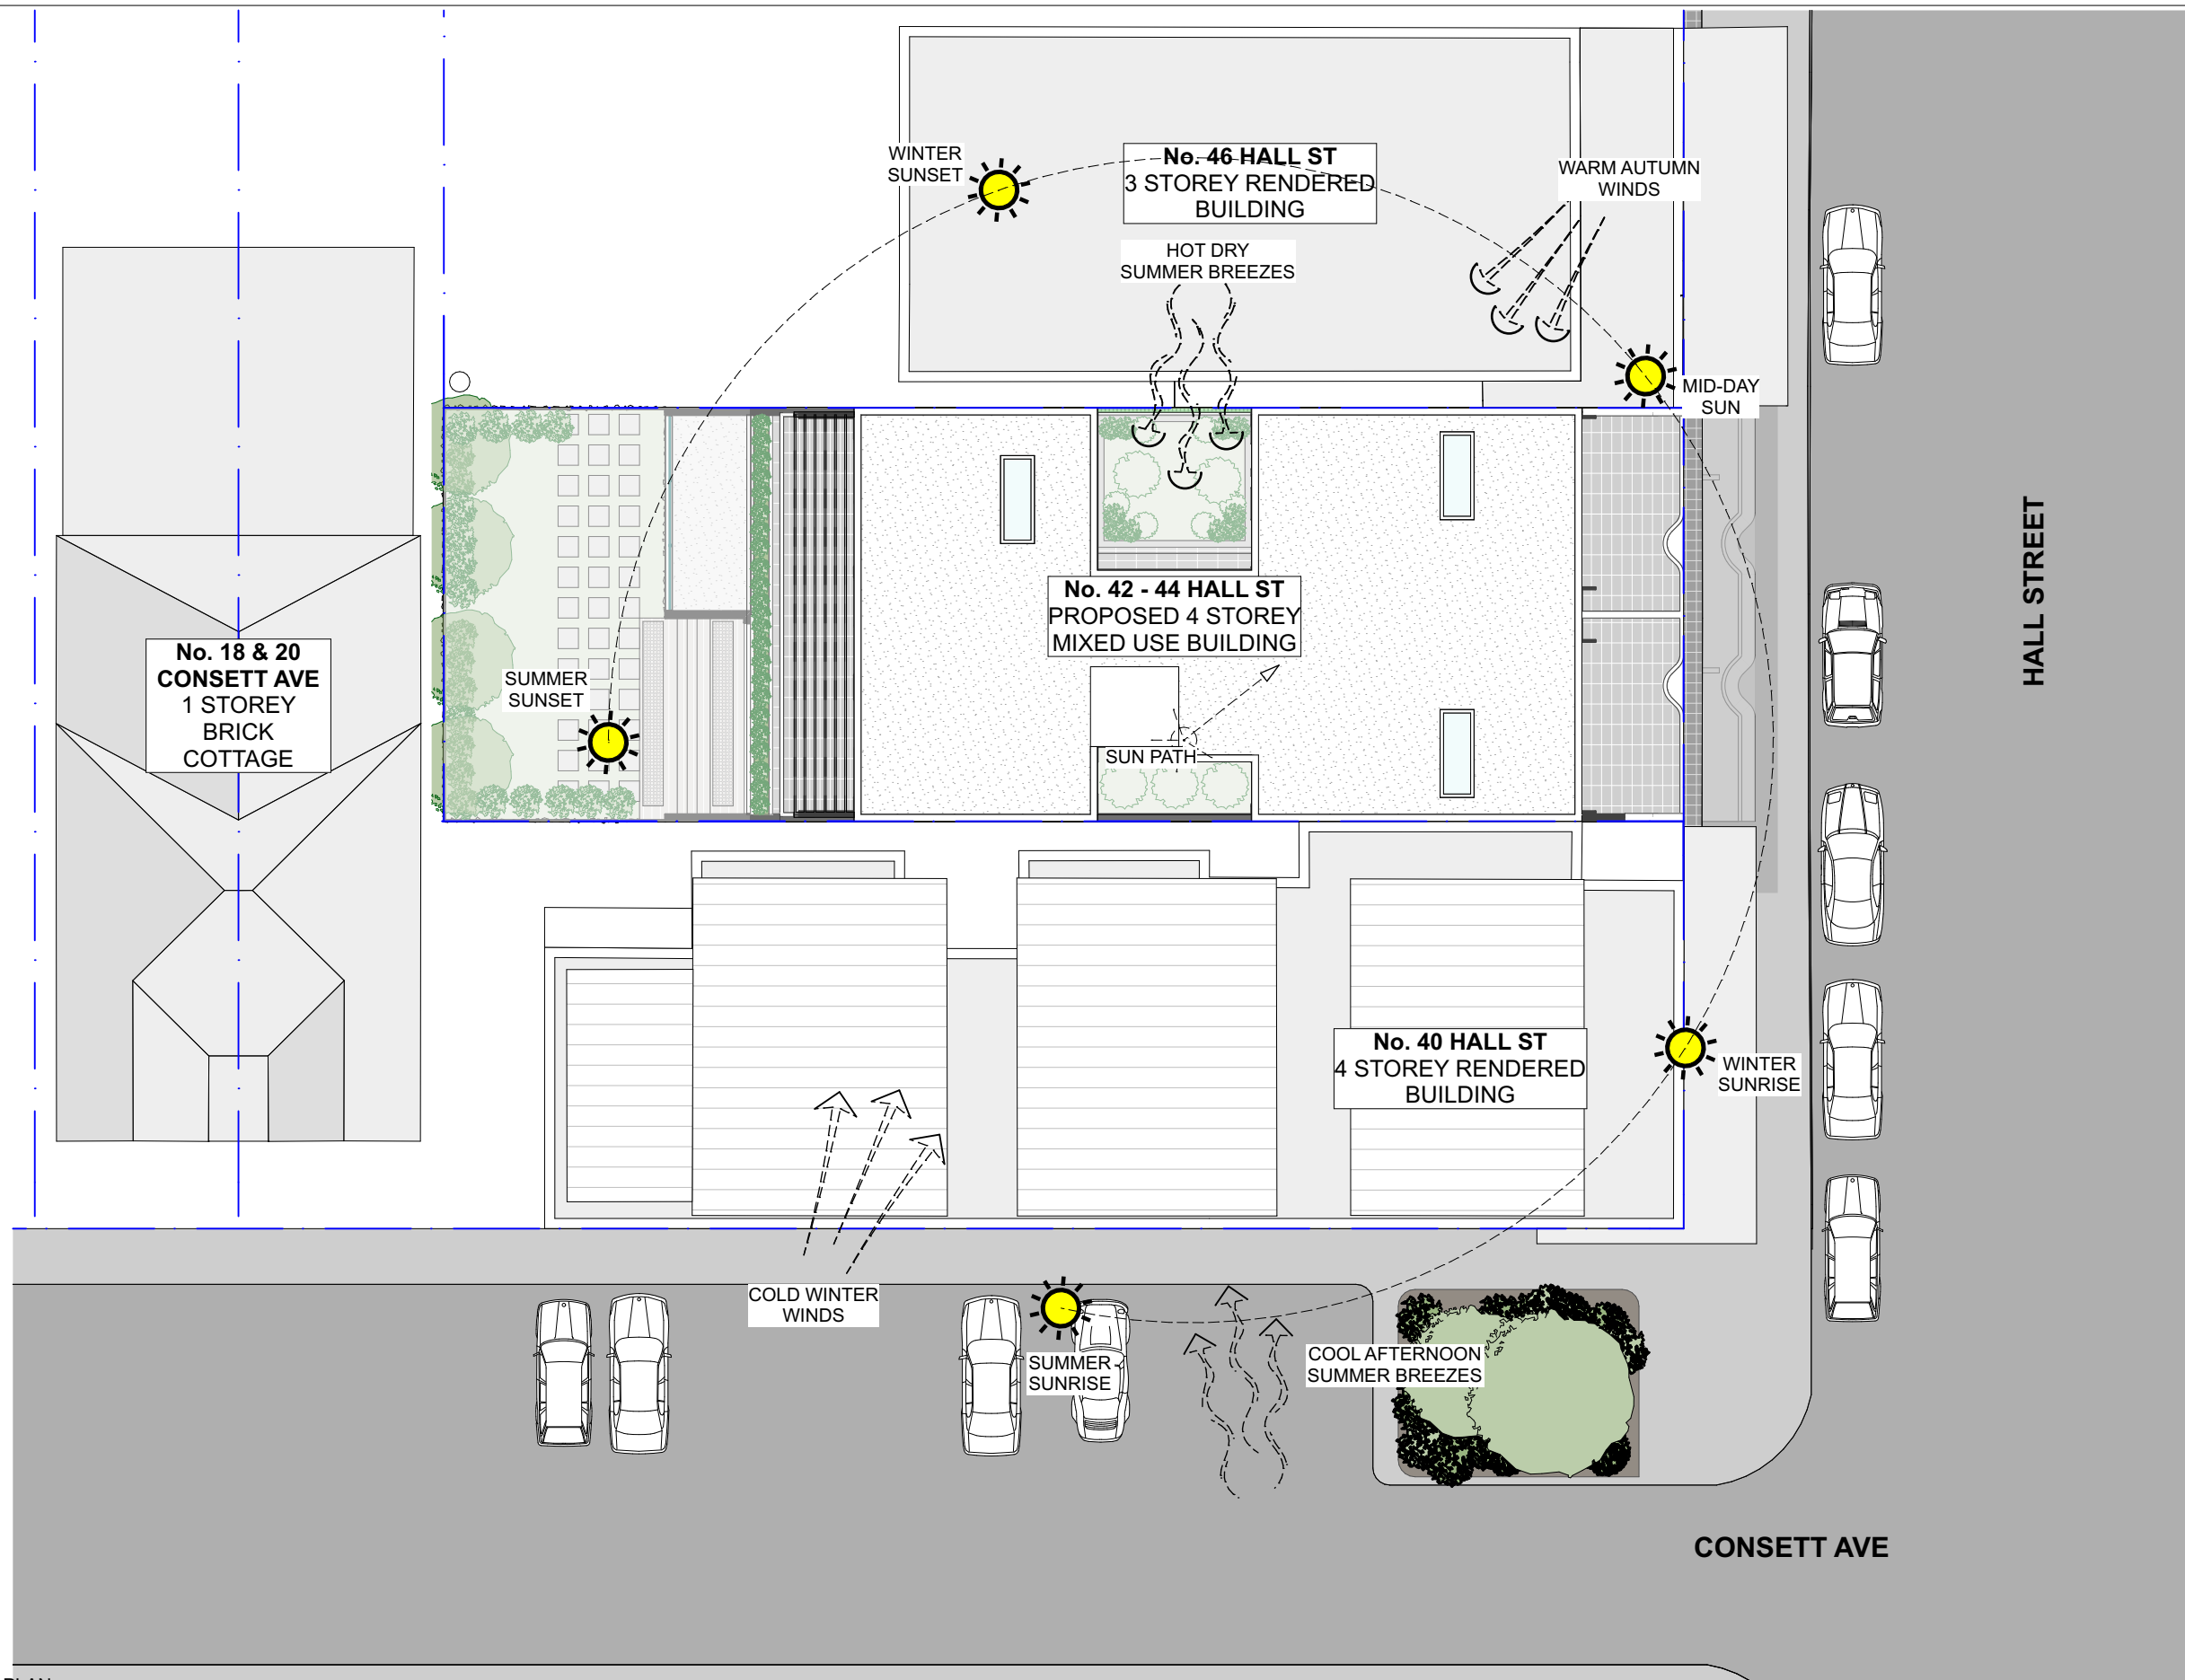 WINTER
SUNSET
No. 46 HALL ST
3 STOREY RENDERED
BUILDING
WARM AUTUMN
WINDS
HOT DRY
SUMMER BREEZES
MID-DAY
SUN
HALL STREET
No. 42 - 44 HALL ST
PROPOSED 4 STOREY
MIXED USE BUILDING
No. 18 & 20
CONSETT AVE
1 STOREY
BRICK
COTTAGE
SUMMER
SUNSET
SUN PATH
No. 40 HALL ST
4 STOREY RENDERED
BUILDING
WINTER
SUNRISE
COLD WINTER
WINDS
SUMMER
SUNRISE
COOL AFTERNOON
SUMMER BREEZES
CONSETT AVE
PLAN